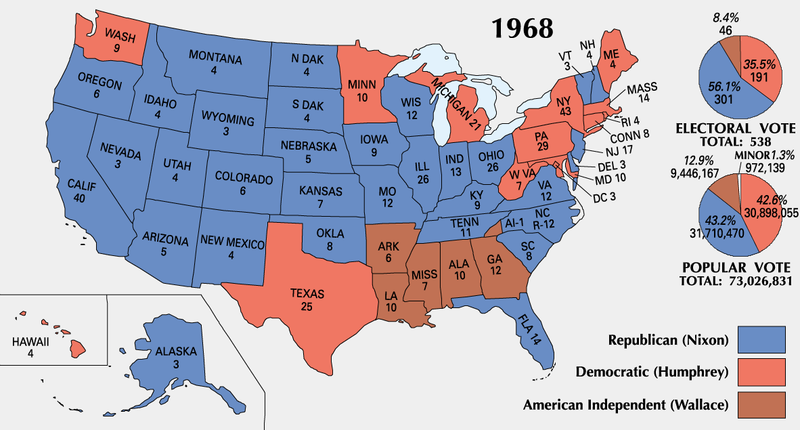 1968
WASH
9
OREGON
6
CALIF
40
NEVADA
3
IDAHO
4
MONTANA
4
WYOMING
3
UTAH
4
COLORADO
6
ARIZONA
5
NEW MEXICO
4
N DAK
4
S DAK
4
NEBRASKA
5
KANSAS
7
OKLA
8
TEXAS
25
MINN
10
IOWA
9
MO
12
ARK
6
LA
10
WIS
12
ILL
26
MICHIGAN 21
IND
13
OHIO
26
KY
9
TENN
11
MISS
7
ALA
10
GA
12
FLA 14
SC
8
AI-1
NC
R-12
VA
12
W VA
7
PA
29
NY
43
VT
3
NH
4
ME
4
MASS
14
RI 4
CONN 8
NJ 17
DEL 3
MD 10
DC 3
HAWAII
4
ALASKA
3
8.4%
46
35.5%
191
56.1%
301
ELECTORAL VOTE
TOTAL: 538
MINOR 1.3%
972,139
12.9%
9,446,167
42.6%
30,898,055
43.2%
31,710,470
POPULAR VOTE
TOTAL: 73,026,831
Republican (Nixon)
Democratic (Humphrey)
American Independent (Wallace)